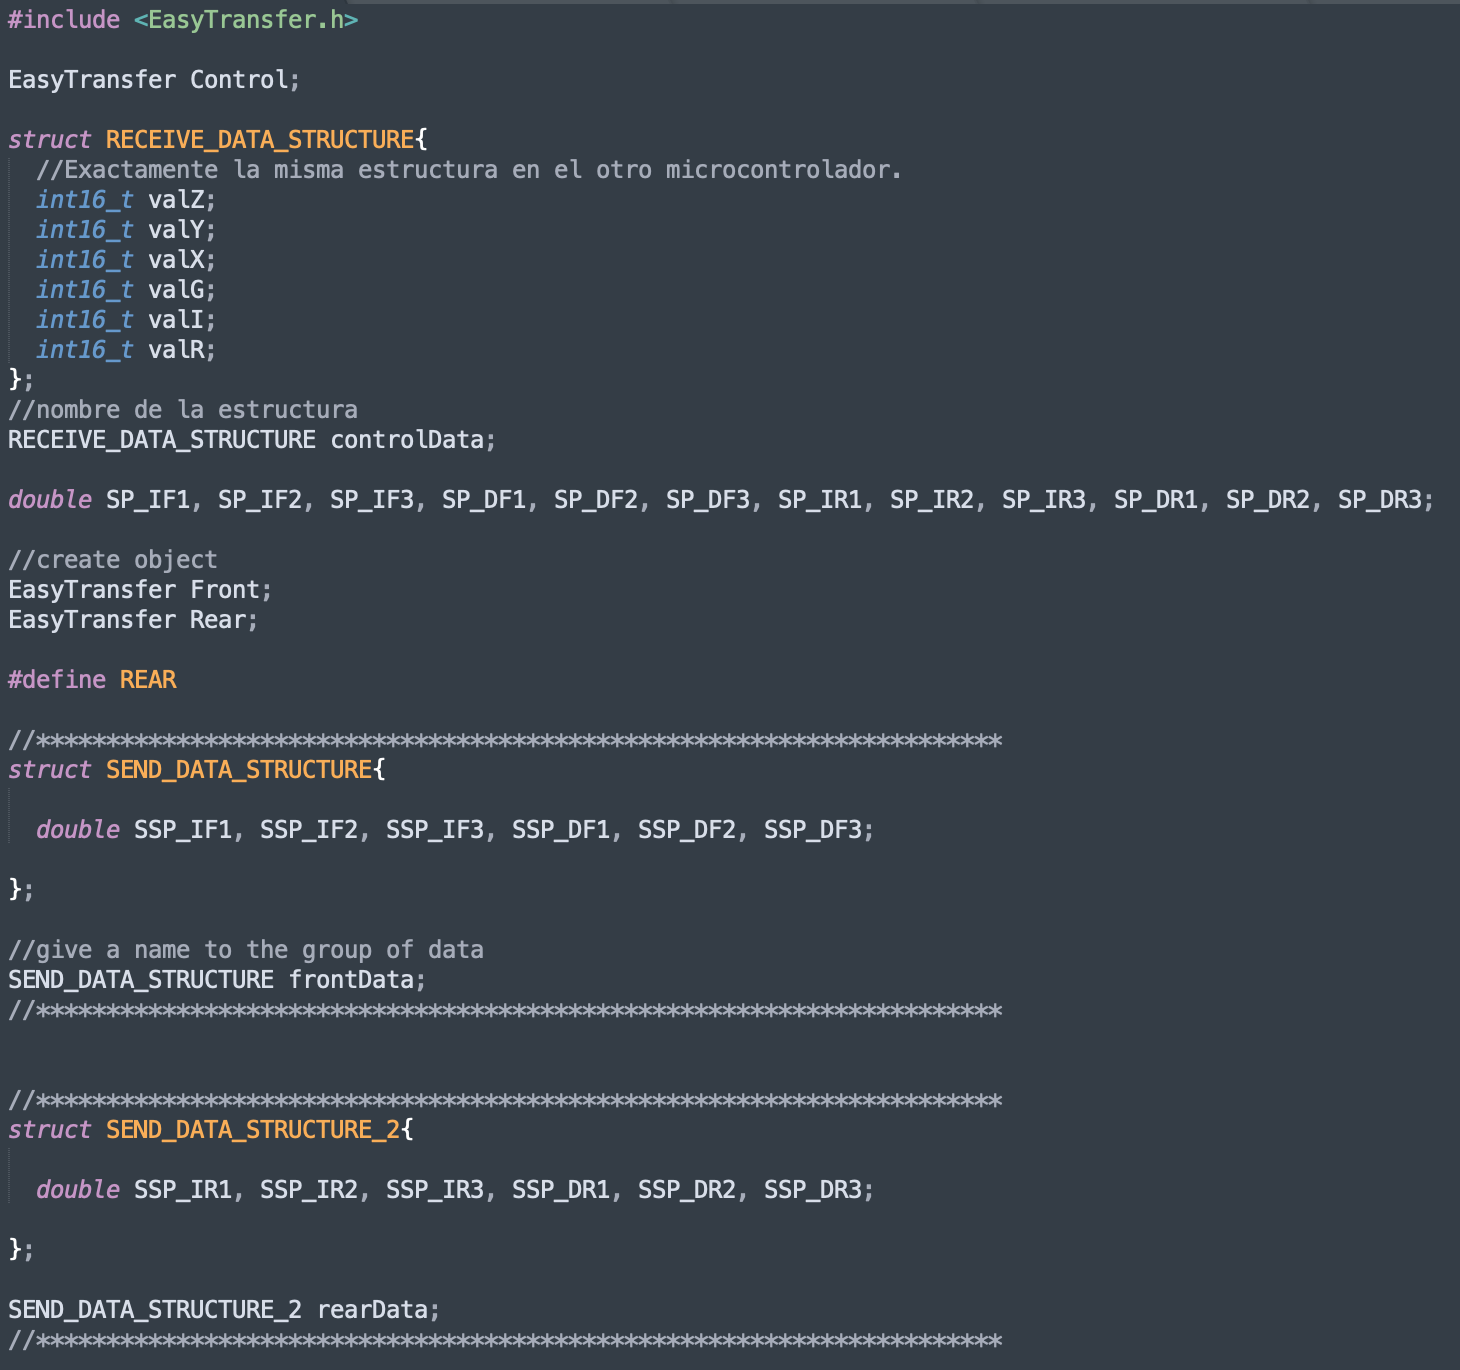 #include <EasyTransfer.h>
EasyTransfer Control;
struct RECEIVE_DATA_STRUCTURE{
//Exactamente la misma estructura en el otro microcontrolador.
int16_t valZ;
int16_t valY;
int16_t valX;
int16_t valG;
int16_t valI;
int16_t valR;
};
//nombre de la estructura
RECEIVE_DATA_STRUCTURE controlData;
double SP_IF1, SP_IF2, SP_IF3, SP_DF1, SP_DF2, SP_DF3, SP_IR1, SP_IR2, SP_IR3, SP_DR1, SP_DR2, SP_DR3;
//create object
EasyTransfer Front;
EasyTransfer Rear;
#define REAR
//*********************************************************************
struct SEND_DATA_STRUCTURE{
double SSP_IF1, SSP_IF2, SSP_IF3, SSP_DF1, SSP_DF2, SSP_DF3;
};
//give a name to the group of data
SEND_DATA_STRUCTURE frontData;
//*********************************************************************
//*********************************************************************
struct SEND_DATA_STRUCTURE_2{
double SSP_IR1, SSP_IR2, SSP_IR3, SSP_DR1, SSP_DR2, SSP_DR3;
};
SEND_DATA_STRUCTURE_2 rearData;
//*********************************************************************